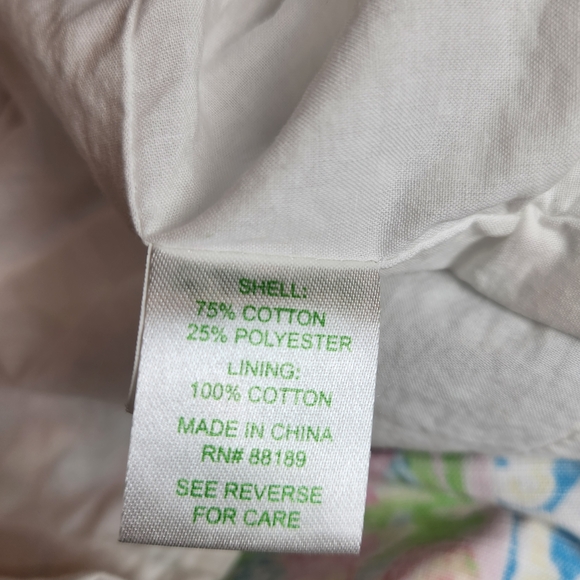 SHELL:
75% COTTON
25% POLYESTER
LINING:
100% COTTON
MADE IN CHINA
RN# 88189
SEE REVERSE
FOR CARE